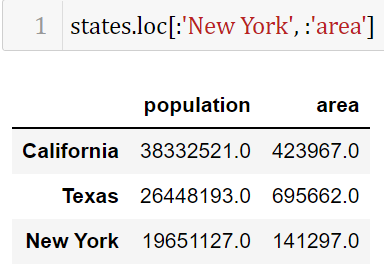 1 states.loc[:'New York', :'area']
population area
California 38332521.0 423967.0
Texas 26448193.0 695662.0
New York 19651127.0 141297.0